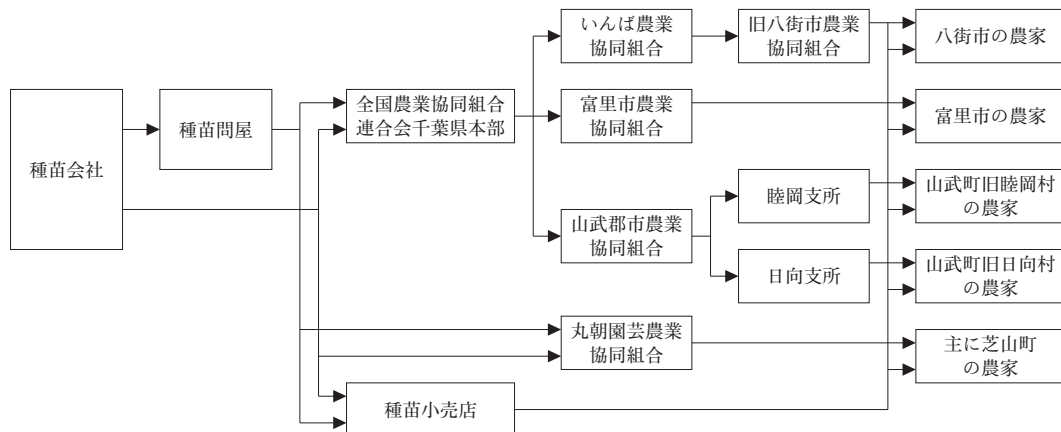 種苗会社
種苗問屋
全国農業協同組合
連合会千葉県本部
いんば農業
協同組合
旧八街市農業
協同組合
八街市の農家
富里市農業
協同組合
富里市の農家
山武郡市農業
協同組合
睦岡支所
山武町旧睦岡村
の農家
日向支所
山武町旧日向村
の農家
丸朝園芸農業
協同組合
主に芝山町
の農家
種苗小売店